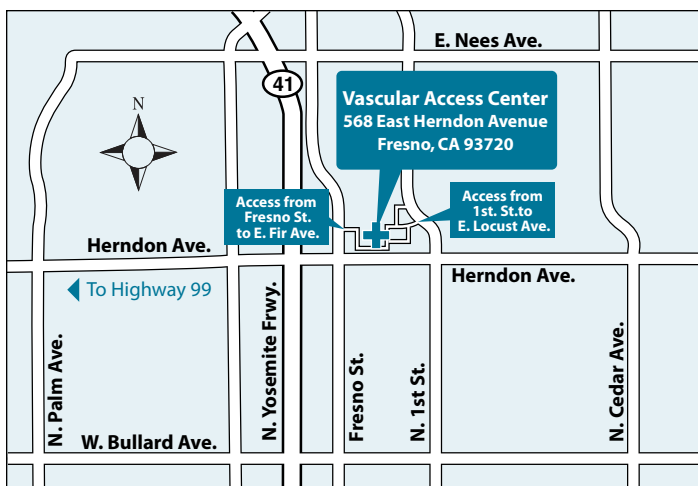 E. Nees Ave.
41
Vascular Access Center
568 East Herndon Avenue
Fresno, CA 93720
N
Access from
Fresno St.
to E. Fir Ave.
Access from
1st. St.to
E. Locust Ave.
Herndon Ave.
Herndon Ave.
To Highway 99
N. Palm Ave.
N. Yosemite Frwy.
Fresno St.
N. 1st St.
N. Cedar Ave.
W. Bullard Ave.